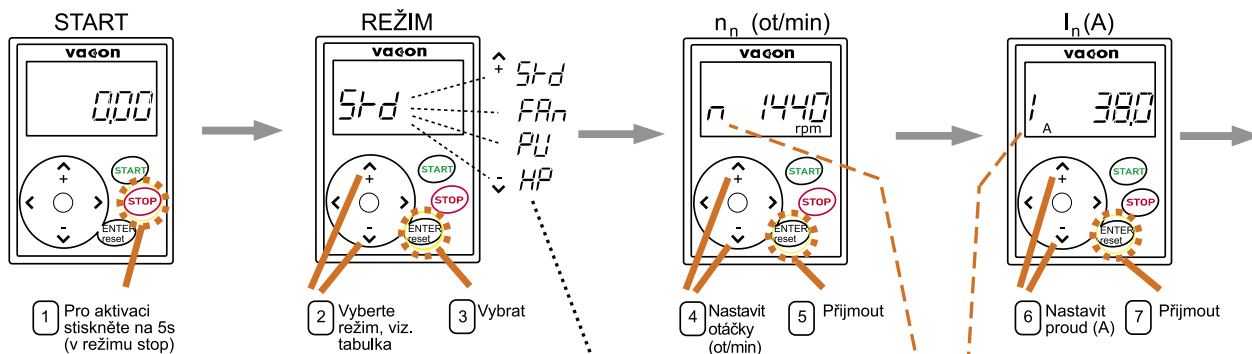 START
vacon
0,00
START
STOP
ENTER
reset
1
Pro aktivaci
stiskněte na 5s
(v režimu stop)
REŽIM
vacon
Std
START
STOP
ENTER
reset
+ Std
FAn
PU
- HP
2
Vyberte
režim, viz.
tabulka
3
Vybrat
nn (ot/min)
vacon
n 1440
rpm
START
STOP
ENTER
reset
4
Nastavit
otáčky
(ot/min)
5
Přijmout
In (A)
vacon
I 38,0
A
START
STOP
ENTER
reset
6
Nastavit
proud (A)
7
Přijmout